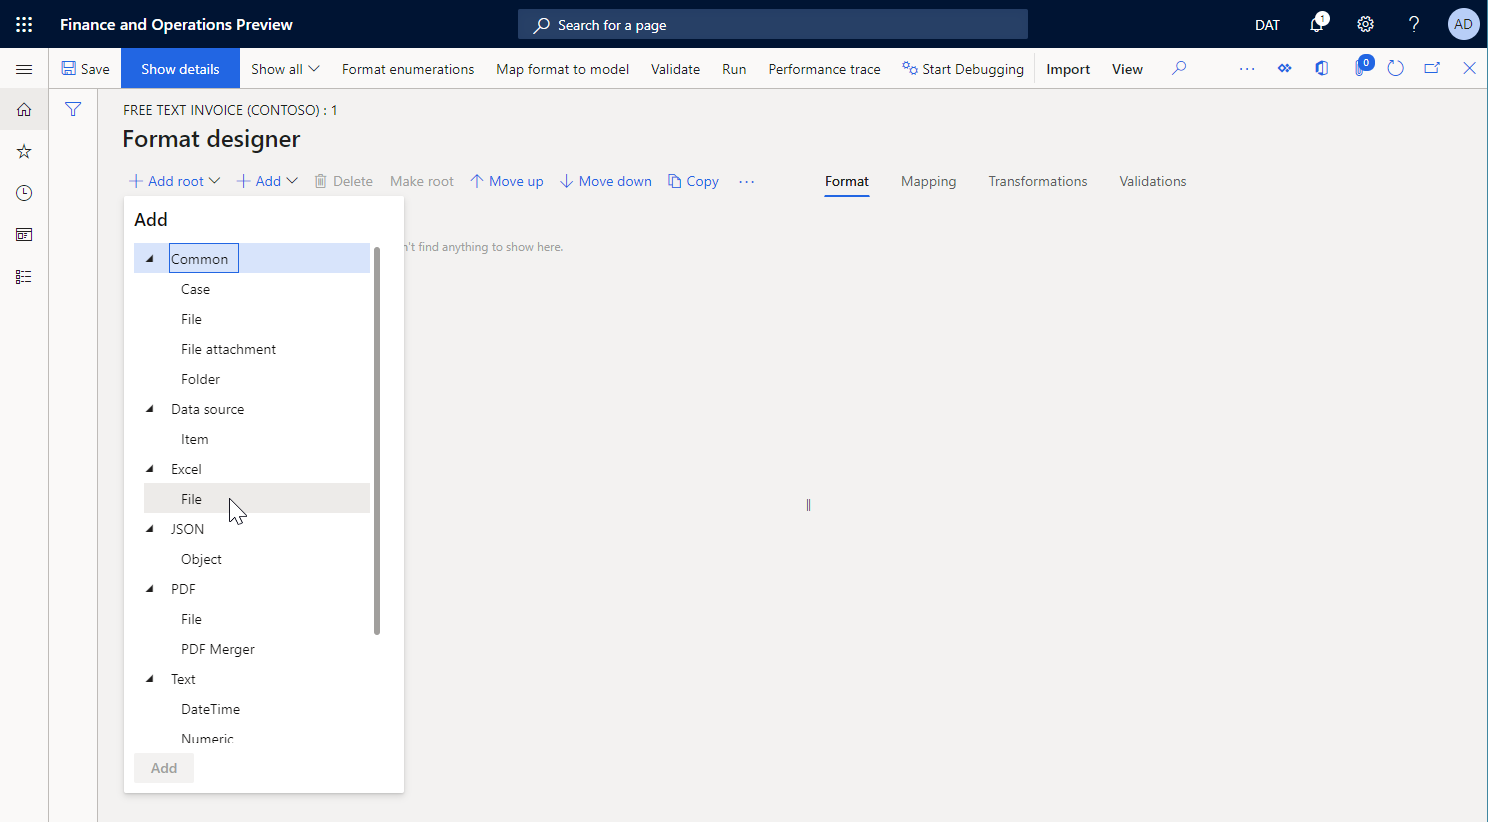 Finance and Operations Preview
Search for a page
DAT
1
?
AD
Save
Show details
Show all
Format enumerations
Map format to model
Validate
Run
Performance trace
Start Debugging
Import
View
0
FREE TEXT INVOICE (CONTOSO) : 1
Format designer
Add root
Add
Delete
Make root
Move up
Move down
Copy
Format
Mapping
Transformations
Validations
Add
Common
Case
File
File attachment
Folder
Data source
Item
Excel
File
JSON
Object
PDF
File
PDF Merger
Text
DateTime
Numeric
Add
n't find anything to show here.